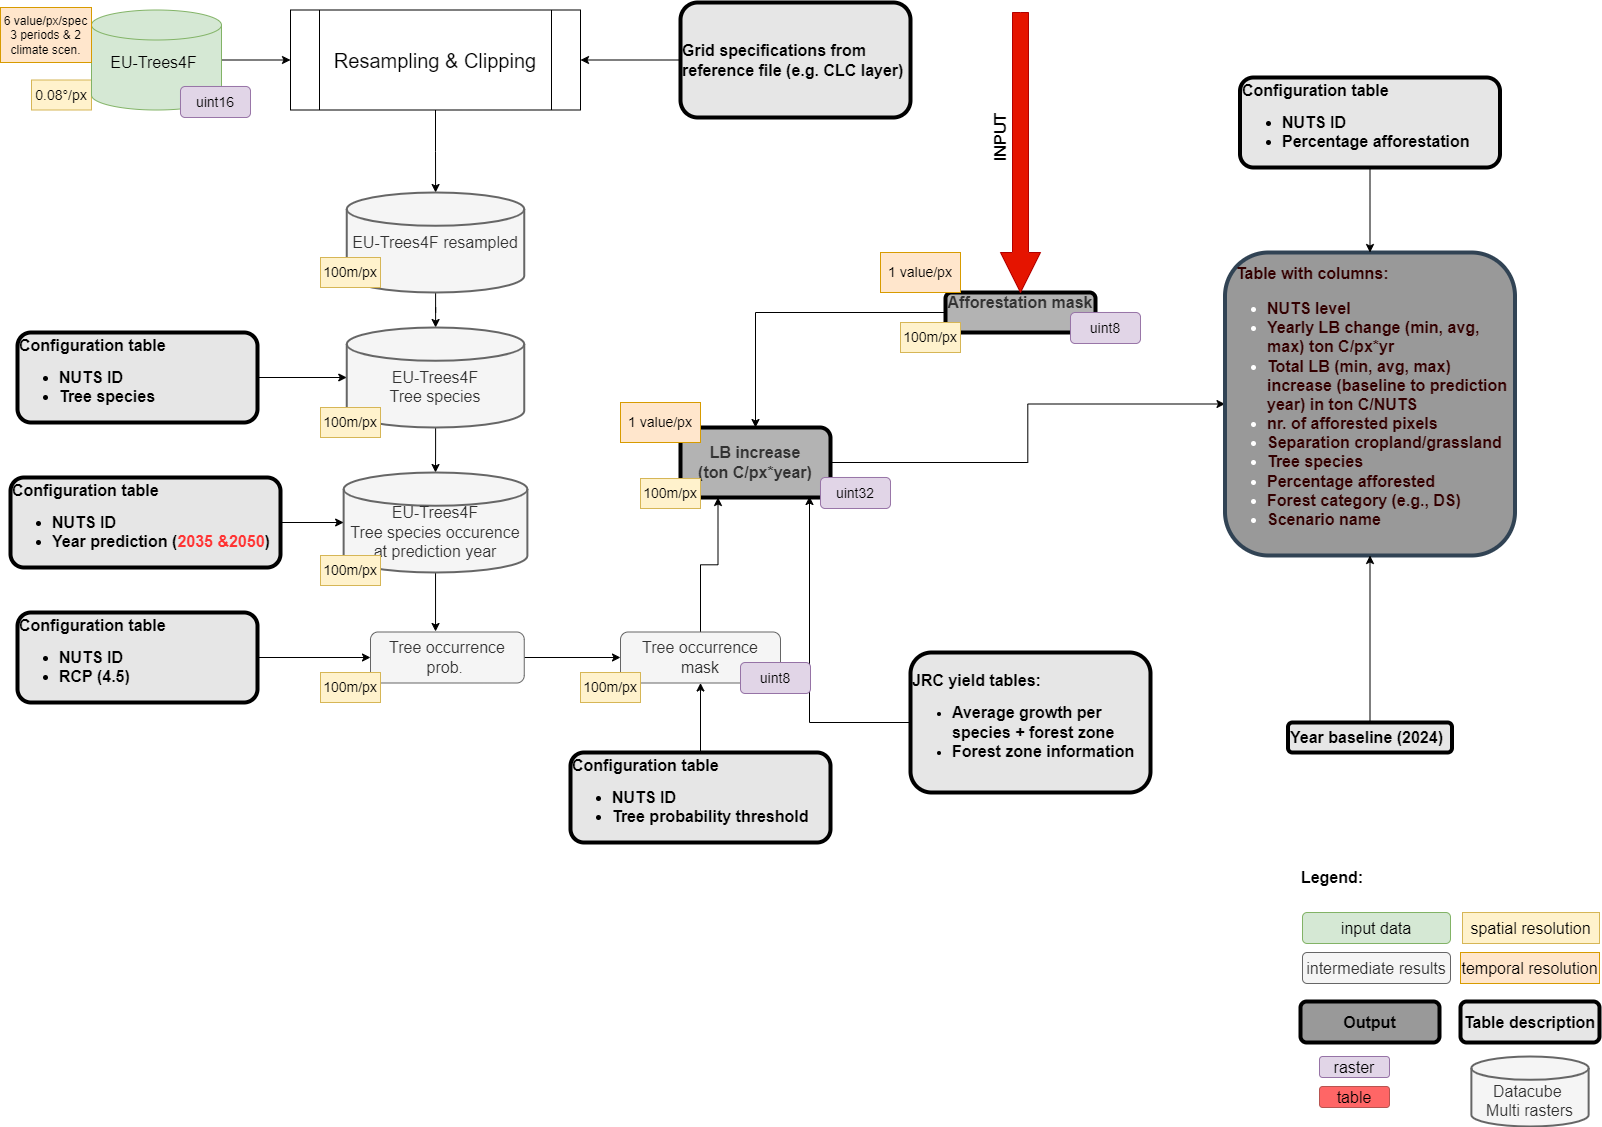 6 value/px/spec
3 periods & 2
climate scen.
EU-Trees4F
0.08°/px
uint16
Resampling & Clipping
Grid specifications from
reference file (e.g. CLC layer)
INPUT
Configuration table
NUTS ID
Percentage afforestation
EU-Trees4F resampled
100m/px
1 value/px
Afforestation mask
uint8
100m/px
Table with columns:
NUTS level
Yearly LB change (min, avg,
max) ton C/px*yr
Total LB (min, avg, max)
increase (baseline to prediction
year) in ton C/NUTS
nr. of afforested pixels
Separation cropland/grassland
Tree species
Percentage afforested
Forest category (e.g., DS)
Scenario name
Configuration table
NUTS ID
Tree species
EU-Trees4F
Tree species
100m/px
1 value/px
LB increase
(ton C/px*year)
100m/px
uint32
Configuration table
NUTS ID
Year prediction (2035 &2050)
EU-Trees4F
Tree species occurence
at prediction year
100m/px
Configuration table
NUTS ID
RCP (4.5)
Tree occurrence
prob.
100m/px
Tree occurrence
mask
100m/px
uint8
JRC yield tables:
Average growth per
species + forest zone
Forest zone information
Year baseline (2024)
Configuration table
NUTS ID
Tree probability threshold
Legend:
input data
spatial resolution
intermediate results
temporal resolution
Output
Table description
raster
table
Datacube
Multi rasters